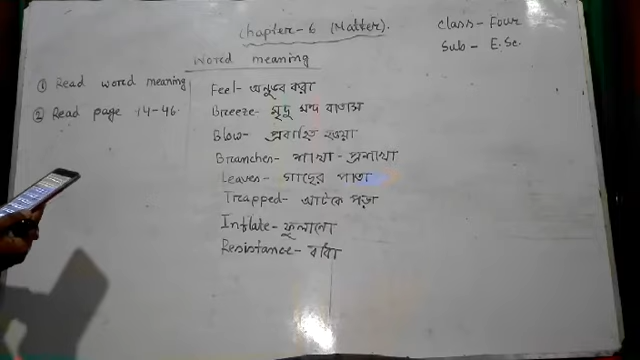 Chapter-6 (Matter).
Class- Four
Sub - E.Sc.
Word meaning
① Read word meaning
② Read page 44-46.
Feel- অনুভব করা
Breeze- মৃদু মন্দ বাতাস
Blow- প্রবাহিত হওয়া
Branches- শাখা - প্রশাখা
Leaves- গাছের পাতা
Trapped- আটকে পড়া
Inflate- ফুলানো
Resistance- বাধা